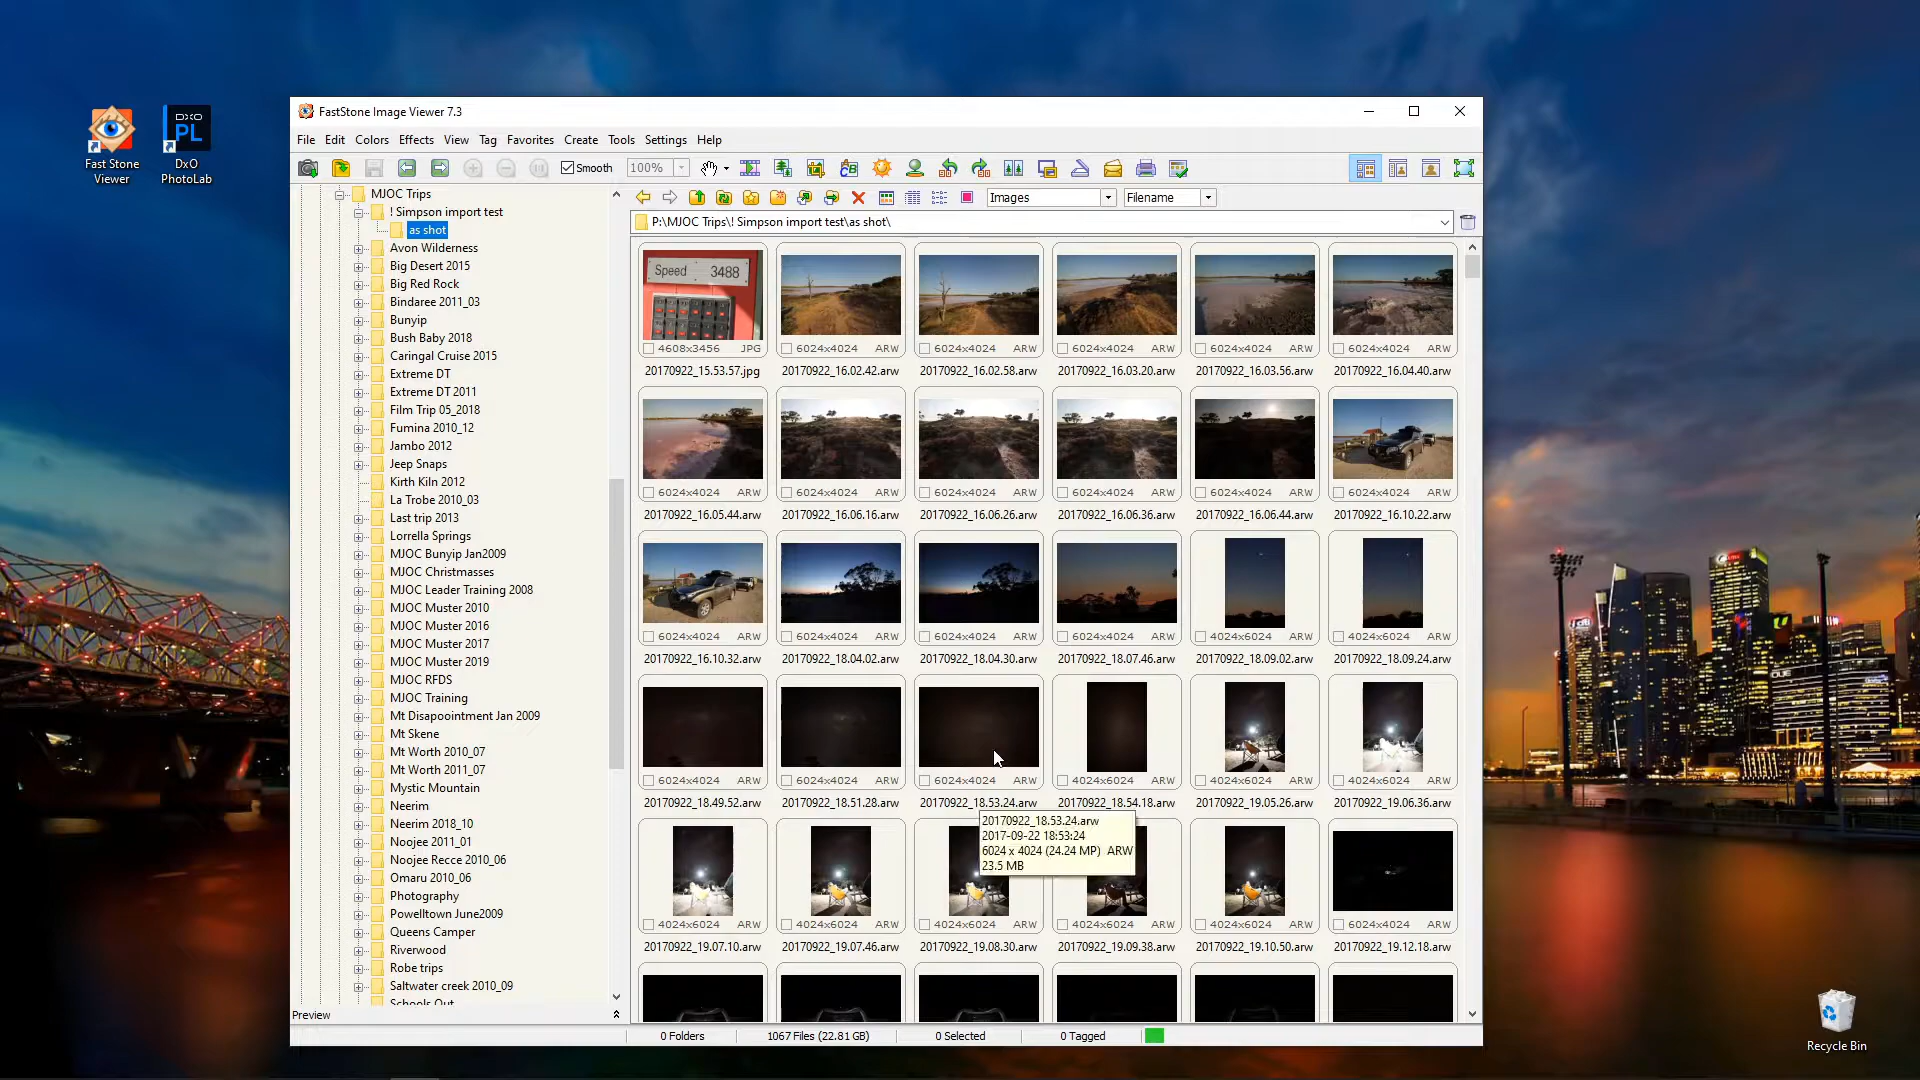 Fast Stone
Viewer
DXO
PL
DxO
PhotoLab
FastStone Image Viewer 7.3
File Edit Colors Effects View Tag Favorites Create Tools Settings Help
Smooth 100%
Images Filename
P:\MJOC Trips\! Simpson import test\as shot\
MJOC Trips
! Simpson import test
as shot
Avon Wilderness
Big Desert 2015
Big Red Rock
Bindaree 2011_03
Bunyip
Bush Baby 2018
Caringal Cruise 2015
Extreme DT
Extreme DT 2011
Film Trip 05_2018
Fumina 2010_12
Jambo 2012
Jeep Snaps
Kirth Kiln 2012
La Trobe 2010_03
Last trip 2013
Lorrella Springs
MJOC Bunyip Jan2009
MJOC Christmasses
MJOC Leader Training 2008
MJOC Muster 2010
MJOC Muster 2016
MJOC Muster 2017
MJOC Muster 2019
MJOC RFDS
MJOC Training
Mt Disapoointment Jan 2009
Mt Skene
Mt Worth 2010_07
Mt Worth 2011_07
Mystic Mountain
Neerim
Neerim 2018_10
Noojee 2011_01
Noojee Recce 2010_06
Omaru 2010_06
Photography
Powelltown June2009
Queens Camper
Riverwood
Robe trips
Saltwater creek 2010_09
Schools Out
Preview
Speed 3488
4608x3456 JPG 6024x4024 ARW 6024x4024 ARW 6024x4024 ARW 6024x4024 ARW 6024x4024 ARW
20170922_15.53.57.jpg 20170922_16.02.42.arw 20170922_16.02.58.arw 20170922_16.03.20.arw 20170922_16.03.56.arw 20170922_16.04.40.arw
6024x4024 ARW 6024x4024 ARW 6024x4024 ARW 6024x4024 ARW 6024x4024 ARW 6024x4024 ARW
20170922_16.05.44.arw 20170922_16.06.16.arw 20170922_16.06.26.arw 20170922_16.06.36.arw 20170922_16.06.44.arw 20170922_16.10.22.arw
6024x4024 ARW 6024x4024 ARW 6024x4024 ARW 6024x4024 ARW 4024x6024 ARW 4024x6024 ARW
20170922_16.10.32.arw 20170922_18.04.02.arw 20170922_18.04.30.arw 20170922_18.07.46.arw 20170922_18.09.02.arw 20170922_18.09.24.arw
6024x4024 ARW 6024x4024 ARW 6024x4024 ARW 4024x6024 ARW 4024x6024 ARW 4024x6024 ARW
20170922_18.49.52.arw 20170922_18.51.28.arw 20170922_18.53.24.arw 20170922_18.54.18.arw 20170922_19.05.26.arw 20170922_19.06.36.arw
20170922_18.53.24.arw
2017-09-22 18:53:24
6024 x 4024 (24.24 MP) ARW
23.5 MB
4024x6024 ARW 4024x6024 ARW 4024x6024 ARW 4024x6024 ARW 4024x6024 ARW 6024x4024 ARW
20170922_19.07.10.arw 20170922_19.07.46.arw 20170922_19.08.30.arw 20170922_19.09.38.arw 20170922_19.10.50.arw 20170922_19.12.18.arw
0 Folders 1067 Files (22.81 GB) 0 Selected 0 Tagged
Recycle Bin